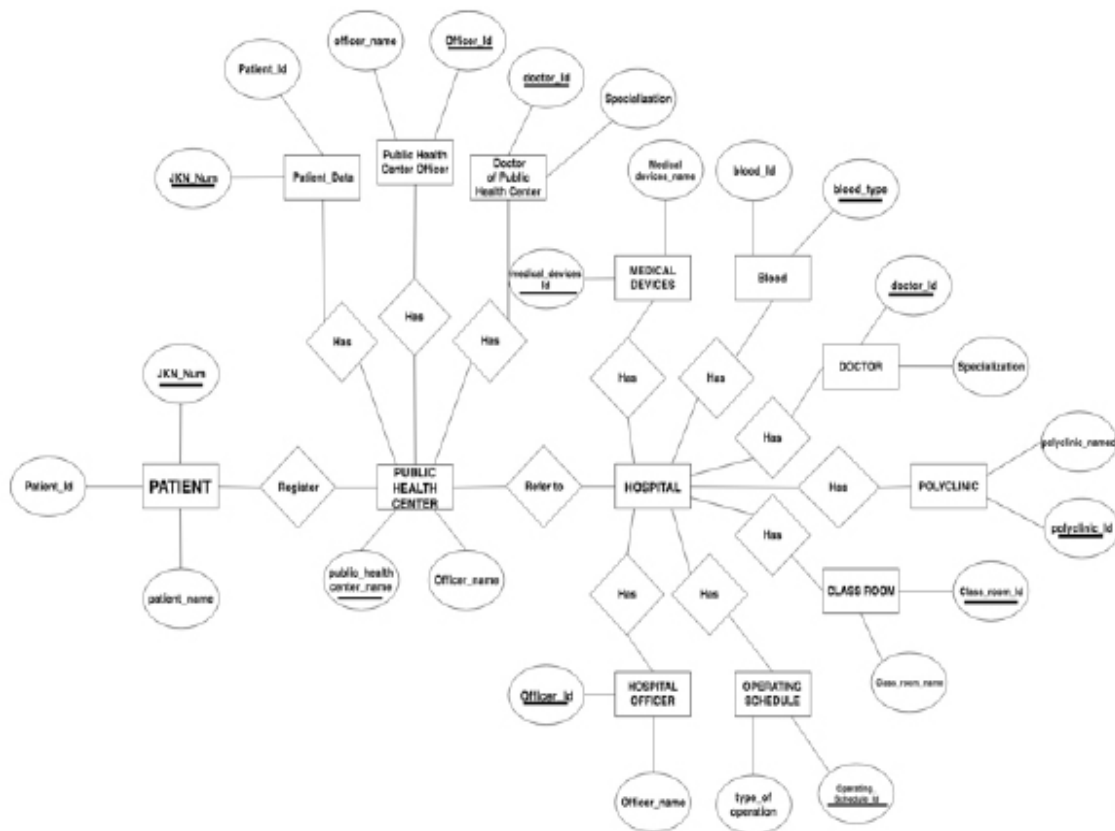 officer_name
Officer_Id
Patient_Id
doctor_Id
Specialization
JKN_Num
Patient_Data
Public Health
Center Officer
Doctor
of Public
Health Center
Medical
devices_name
blood_Id
blood_type
medical_devices
Id
MEDICAL
DEVICES
Blood
doctor_Id
Has
Has
Has
DOCTOR
Specialization
JKN_Num
Has
Has
Has
polyclinic_named
Patient_Id
PATIENT
Register
PUBLIC
HEALTH
CENTER
Refer to
HOSPITAL
Has
POLYCLINIC
Has
polyclinic_Id
patient_name
public_health
center_name
Officer_name
Has
Has
CLASS ROOM
Class_room_Id
Class_room_name
Officer_Id
HOSPITAL
OFFICER
OPERATING
SCHEDULE
Officer_name
type_of
operation
Operating_
Schedule_Id